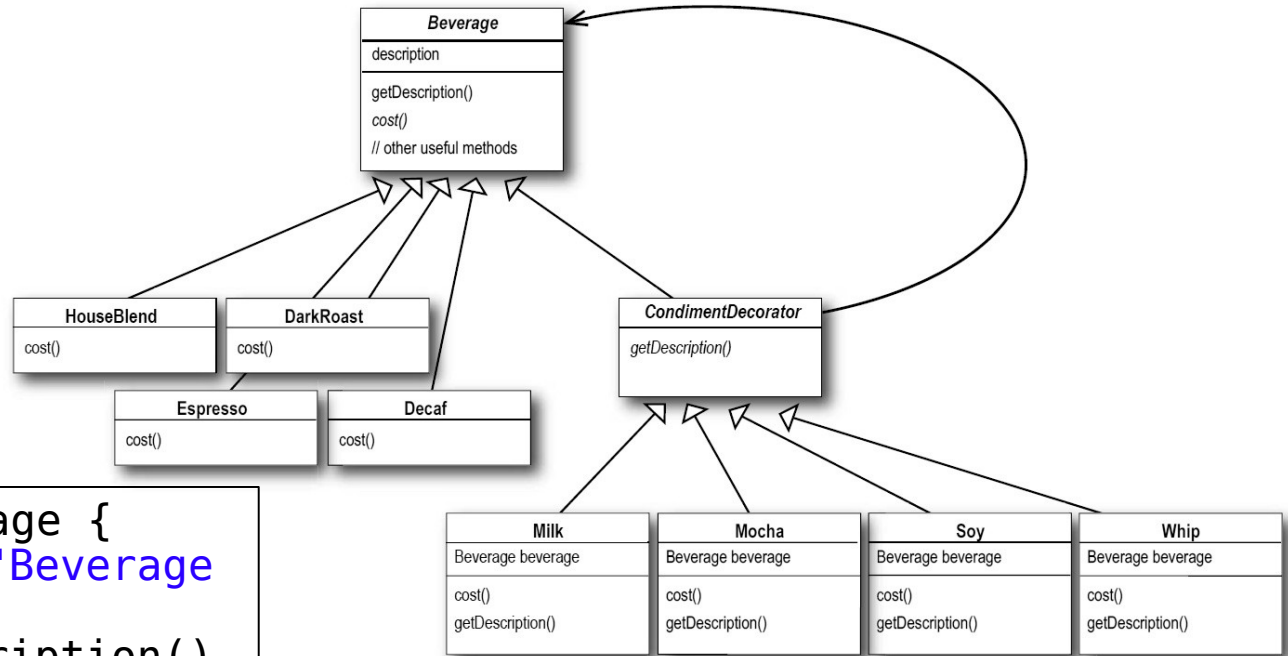 Beverage
description
getDescription()
cost()
// other useful methods
HouseBlend
cost()
DarkRoast
cost()
CondimentDecorator
getDescription()
Espresso
cost()
Decaf
cost()
age {
"Beverage
cription()
Milk
Beverage beverage
cost()
getDescription()
Mocha
Beverage beverage
cost()
getDescription()
Soy
Beverage beverage
cost()
getDescription()
Whip
Beverage beverage
cost()
getDescription()